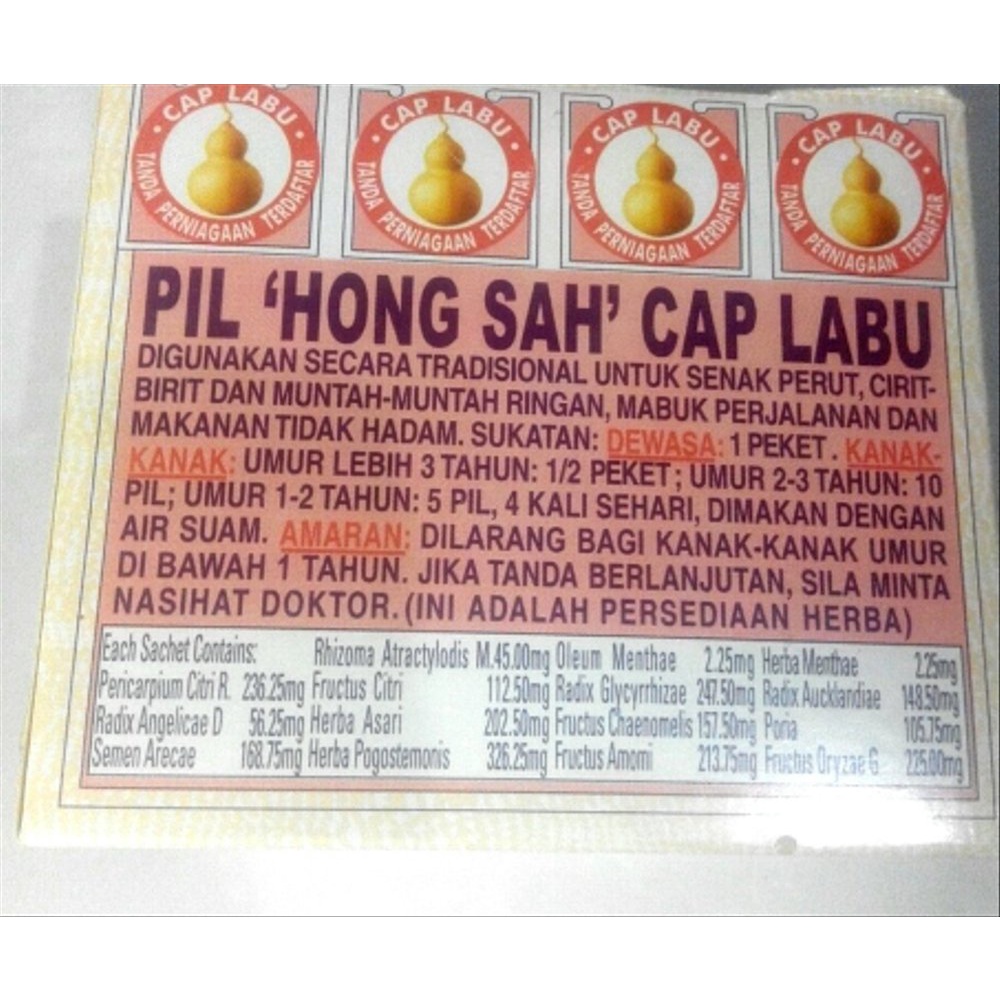 CAP LABU CAP LABU CAP LABU CAP LABU
TANDA PERNIAGAAN TERDAFTAR TANDA PERNIAGAAN TERDAFTAR TANDA PERNIAGAAN TERDAFTAR TANDA PERNIAGAAN TERDAFTAR
PIL ‘HONG SAH’ CAP LABU
DIGUNAKAN SECARA TRADISIONAL UNTUK SENAK PERUT, CIRIT-
BIRIT DAN MUNTAH-MUNTAH RINGAN, MABUK PERJALANAN DAN
MAKANAN TIDAK HADAM. SUKATAN: DEWASA: 1 PEKET. KANAK-
KANAK: UMUR LEBIH 3 TAHUN: 1/2 PEKET; UMUR 2-3 TAHUN: 10
PIL; UMUR 1-2 TAHUN: 5 PIL, 4 KALI SEHARI, DIMAKAN DENGAN
AIR SUAM. AMARAN: DILARANG BAGI KANAK-KANAK UMUR
DI BAWAH 1 TAHUN. JIKA TANDA BERLANJUTAN, SILA MINTA
NASIHAT DOKTOR. (INI ADALAH PERSEDIAAN HERBA)
Each Sachet Contains: Rhizoma Atractylodis M. 45.00mg Oleum Menthae 2.25mg Herba Menthae 2.25mg
Pericarpium Citri R. 236.25mg Fructus Citri 112.50mg Radix Glycyrrhizae 247.50mg Radix Aucklandiae 148.50mg
Radix Angelicae D 56.25mg Herba Asari 202.50mg Fructus Chaenomelis 157.50mg Poria 105.75mg
Semen Arecae 168.75mg Herba Pogostemonis 326.25mg Fructus Amomi 213.75mg Fructus Oryzae G 225.00mg